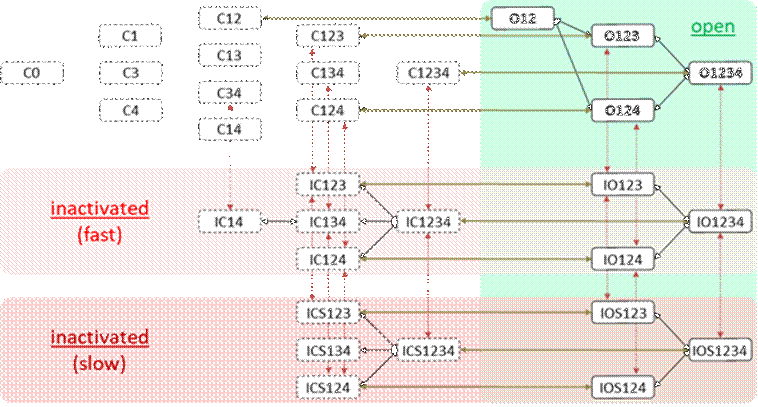 C12 O12
C1 C123 O123 open
C13
C0 C3 C134 C1234 O1234
C34
C4 C124 O124
C14
IC123 IO123
inactivated
IC14 IC134 IC1234 IO1234
(fast)
IC124 IO124
ICS123 IOS123
inactivated
ICS134 ICS1234 IOS1234
(slow)
ICS124 IOS124